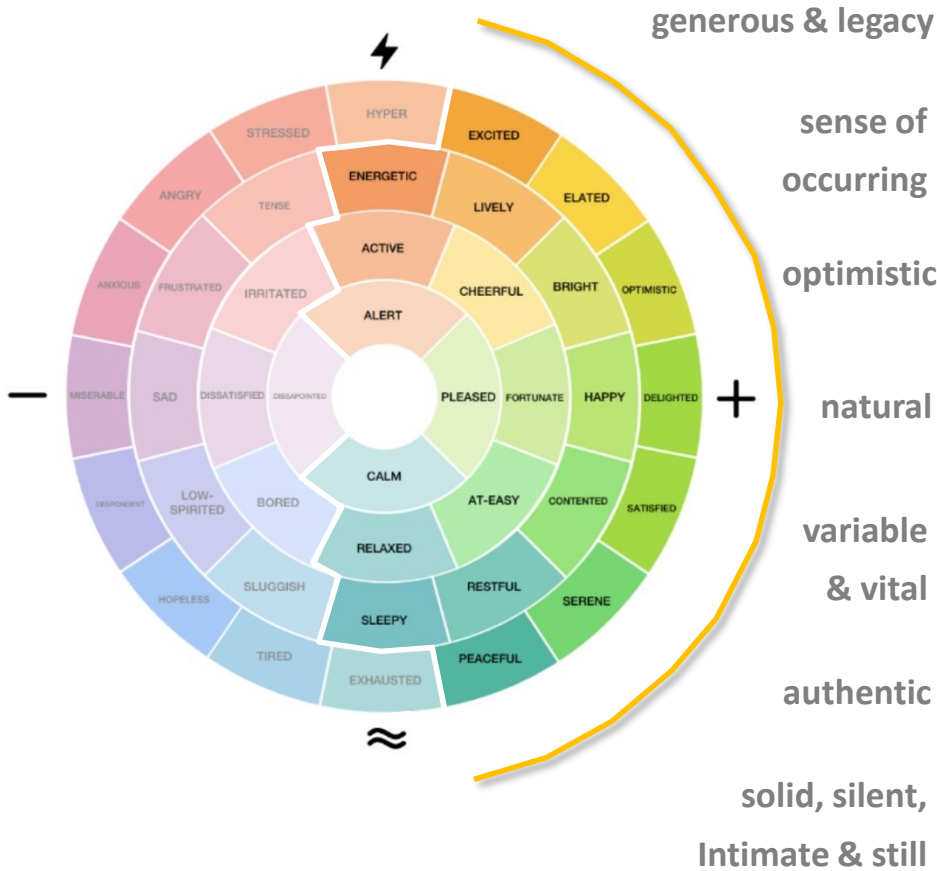 generous & legacy
HYPER
STRESSED
EXCITED
sense of
ENERGETIC
occurring
ANGRY
ELATED
TENSE
LIVELY
ACTIVE
optimistic
ANXIOUS
FRUSTRATED
IRRITATED
CHEERFUL
BRIGHT
OPTIMISTIC
ALERT
MISERABLE
SAD
DISSATISFIED
DISSAPOINTED
PLEASED
FORTUNATE
HAPPY
DELIGHTED
natural
CALM
DESPONDENT
LOW-
SPIRITED
BORED
AT-EASY
CONTENTED
SATISFIED
variable
& vital
RELAXED
HOPELESS
SLUGGISH
RESTFUL
SERENE
SLEEPY
TIRED
PEACEFUL
EXHAUSTED
authentic
solid, silent,
Intimate & still